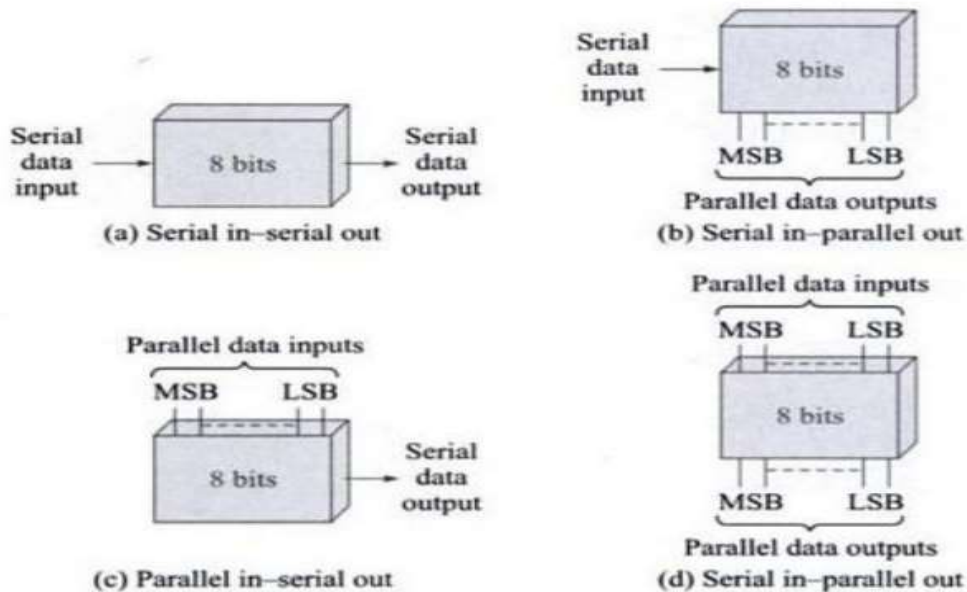 Serial
data
input
8 bits
Serial
data
output
(a) Serial in–serial out
Serial
data
input
8 bits
MSB LSB
Parallel data outputs
(b) Serial in–parallel out
Parallel data inputs
MSB LSB
8 bits
Serial
data
output
(c) Parallel in–serial out
Parallel data inputs
MSB LSB
8 bits
MSB LSB
Parallel data outputs
(d) Serial in–parallel out